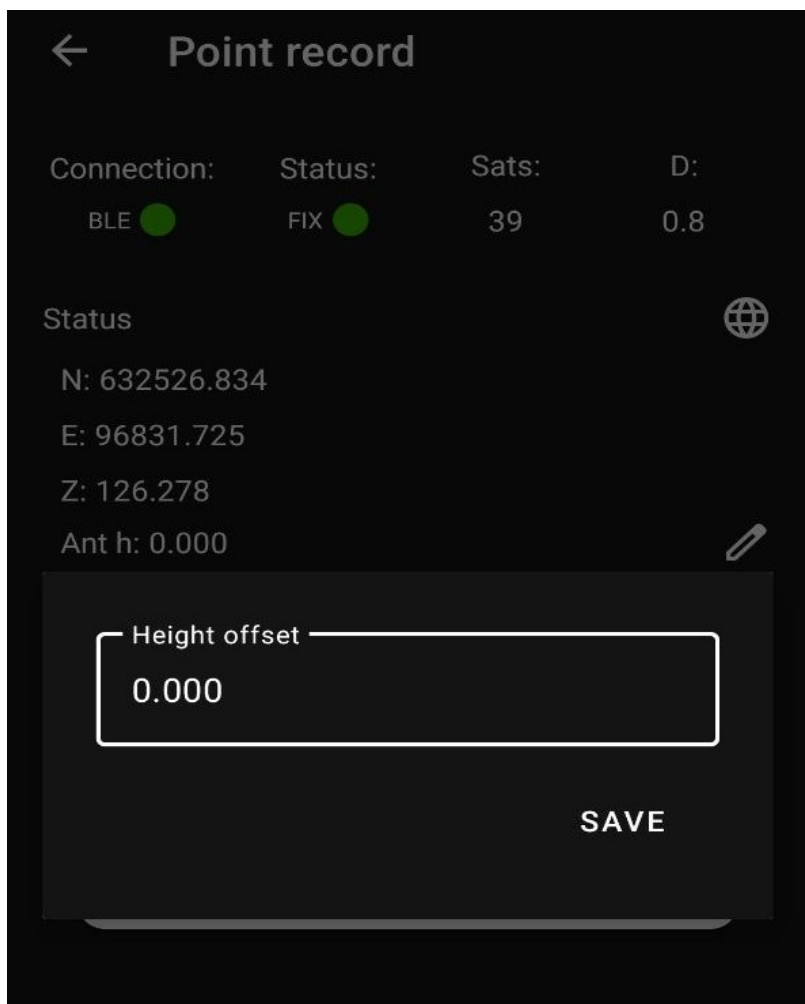 Point record
Connection: Status: Sats: D:
BLE FIX 39 0.8
Status
N: 632526.834
E: 96831.725
Z: 126.278
Ant h: 0.000
Height offset
0.000
SAVE